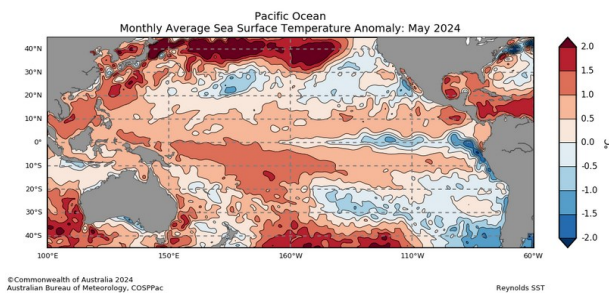 Pacific Ocean
Monthly Average Sea Surface Temperature Anomaly: May 2024
40°N
30°N
20°N
10°N
0°
10°S
20°S
30°S
40°S
100°E
150°E
160°W
110°W
60°W
2.0
1.5
1.0
0.5
0.0
-0.5
-1.0
-1.5
-2.0
°C
©Commonwealth of Australia 2024
Australian Bureau of Meteorology, COSPPac
Reynolds SST